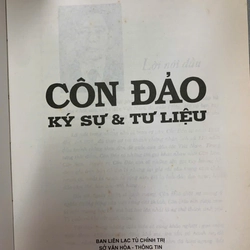 CÔN ĐẢO
KÝ SỰ & TƯ LIỆU
BAN LIÊN LẠC TÙ CHÍNH TRỊ
SỞ VĂN HÓA - THÔNG TIN